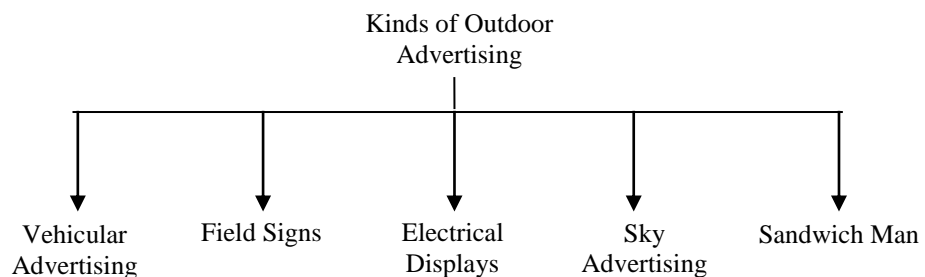 Kinds of Outdoor
Advertising
Vehicular
Advertising
Field Signs
Electrical
Displays
Sky
Advertising
Sandwich Man